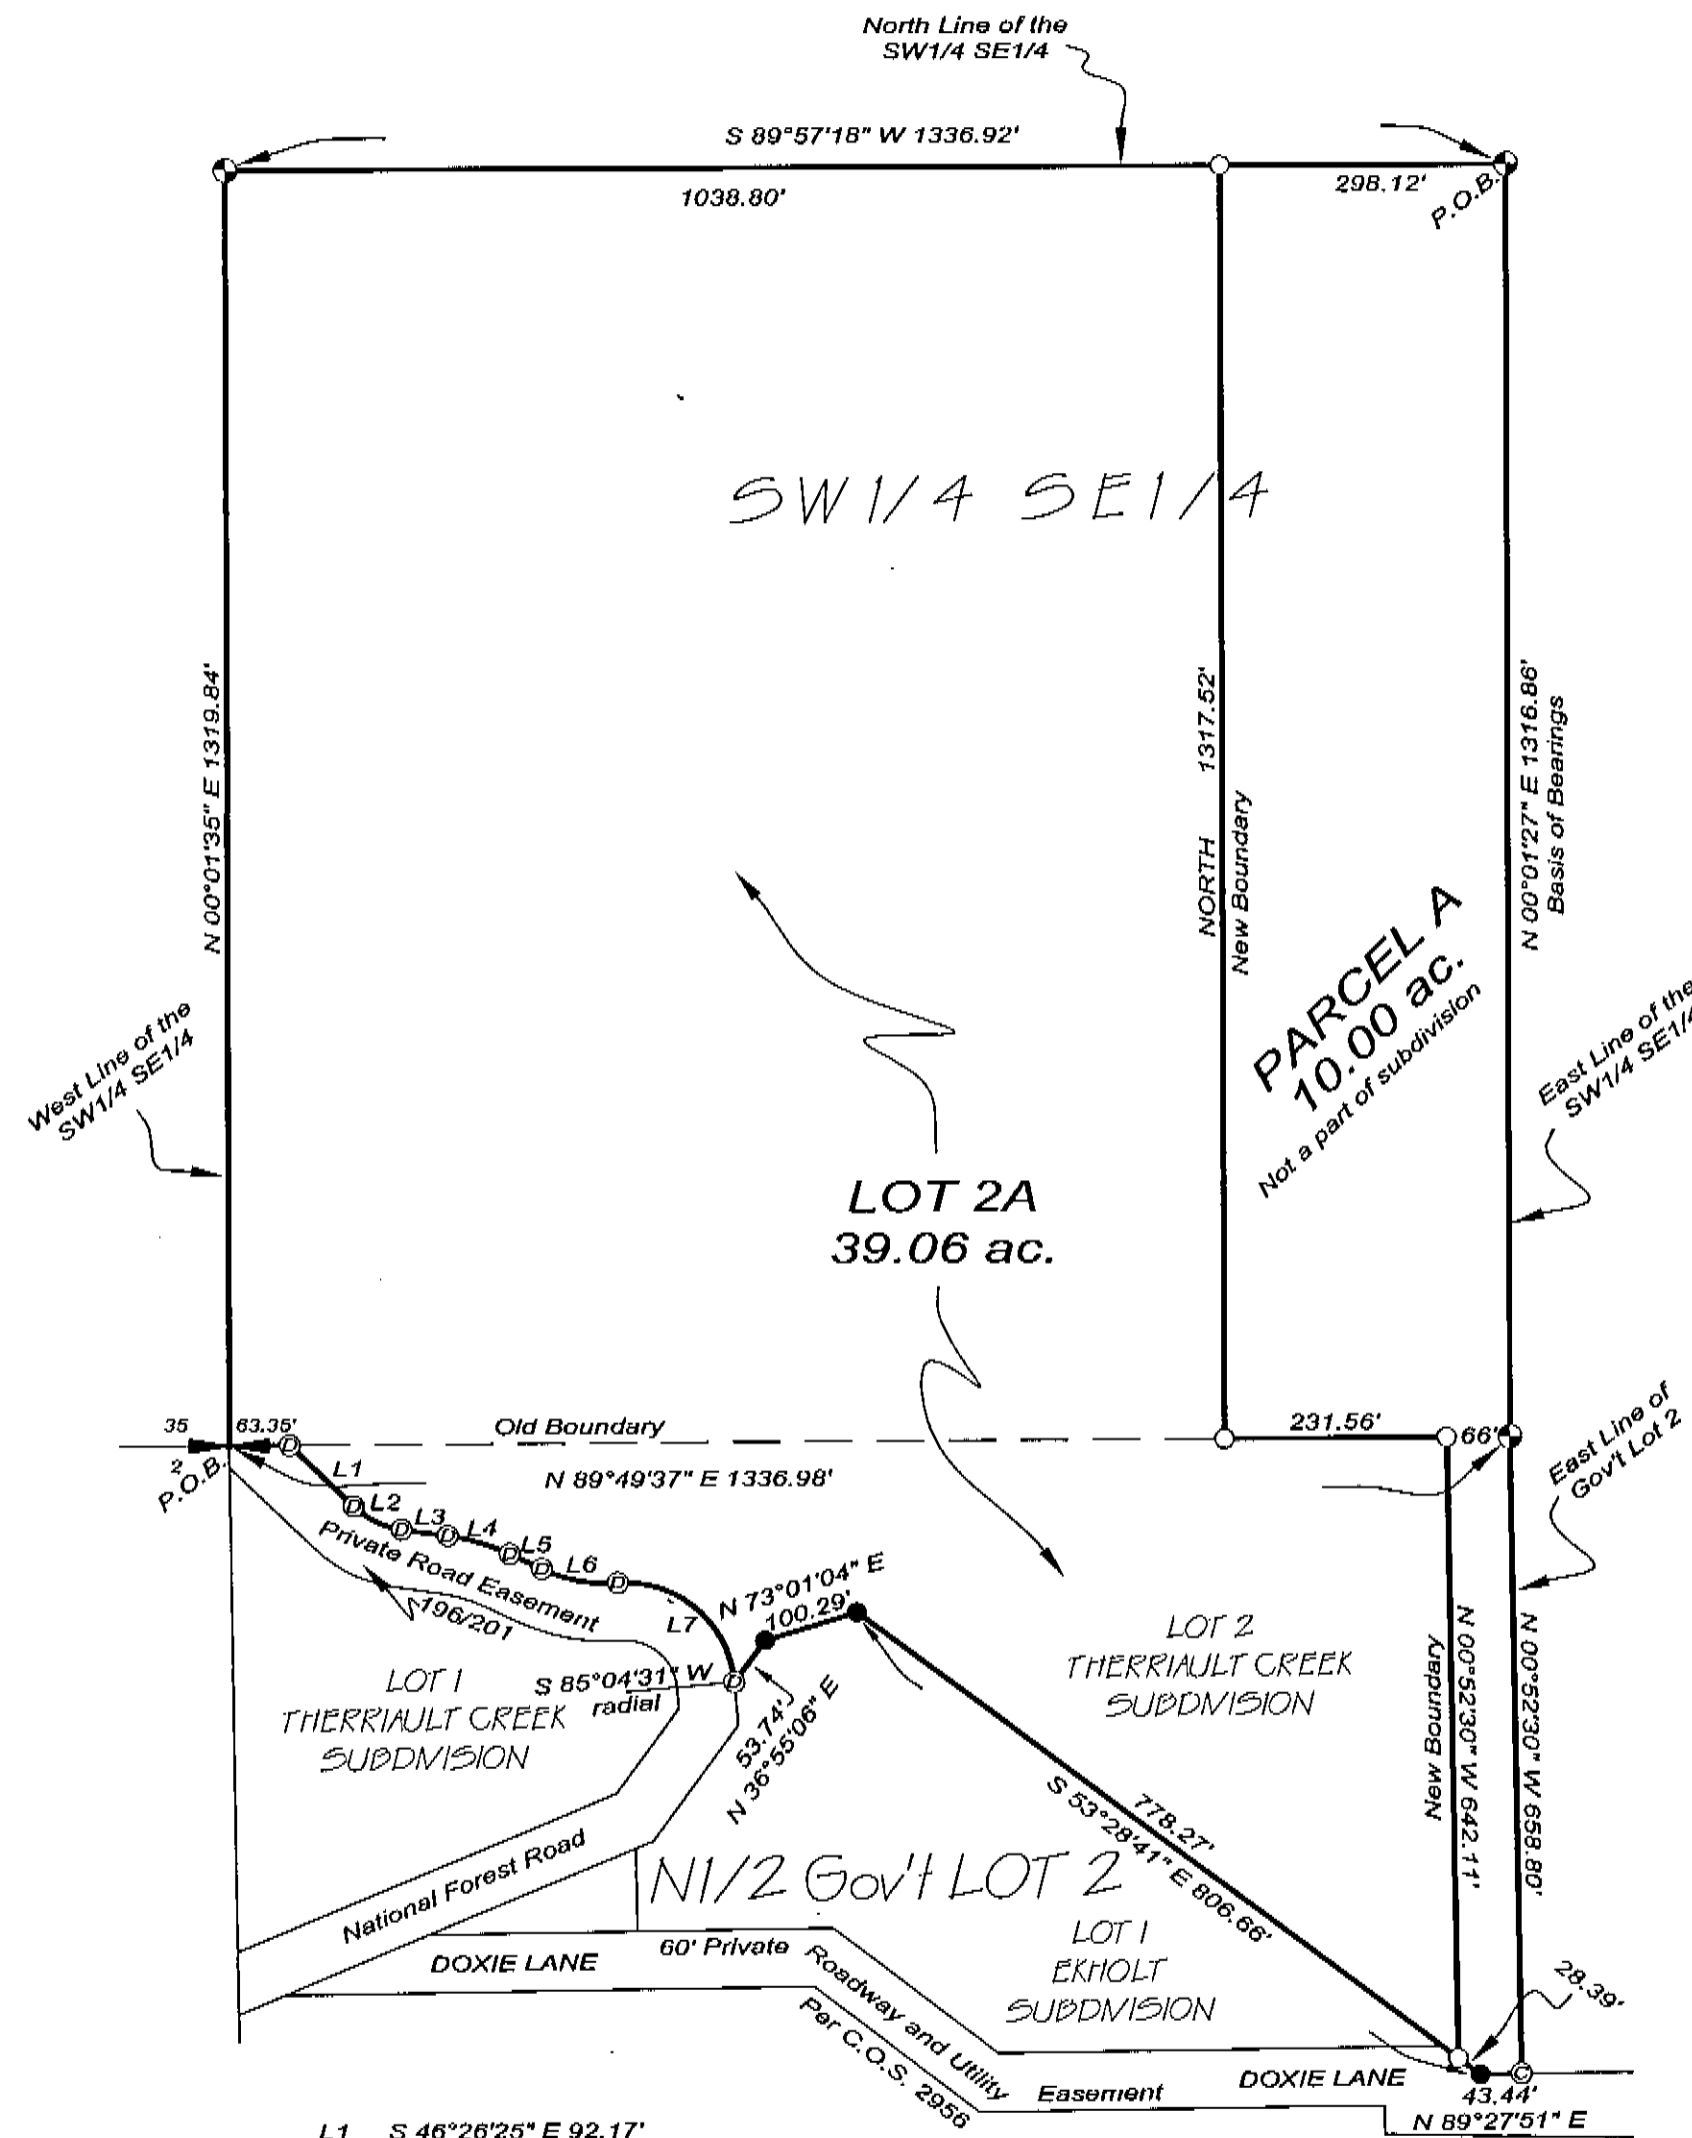 North Line of the
SW1/4 SE1/4
S 89°57'18" W 1336.92'
1038.80'
298.12'
P.O.B.
SW1/4 SE1/4
N 00°01'35" E 1319.84'
NORTH 1317.52'
New Boundary
N 00°01'27" E 1316.86'
Basis of Bearings
PARCEL A
10.00 ac.
Not a part of subdivision
West Line of the
SW1/4 SE1/4
East Line of the
SW1/4 SE1/4
LOT 2A
39.06 ac.
35
2
63.35'
Old Boundary
231.56'
66'
P.O.B.
N 89°49'37" E 1336.98'
East Line of
Gov't Lot 2
L1
D
D
L2
D
L3
D
L4
D
L5
D
L6
D
L7
Private Road Easement
196/201
N 73°01'04" E
100.29'
S 85°04'31" W
radial
D
53.74'
N 36°55'06" E
LOT 1
THERRIAULT CREEK
SUBDIVISION
LOT 2
THERRIAULT CREEK
SUBDIVISION
778.27'
S 53°28'41" E 806.66'
New Boundary
N 00°52'30" W 642.11'
N 00°52'30" W 658.80'
National Forest Road
N1/2 Gov't LOT 2
LOT 1
EKHOLT
SUBDIVISION
DOXIE LANE
60' Private Roadway and Utility Easement
Per C.O.S. 2956
DOXIE LANE
28.39'
C
43.44'
N 89°27'51" E
L1 S 46°26'25" E 92.17'